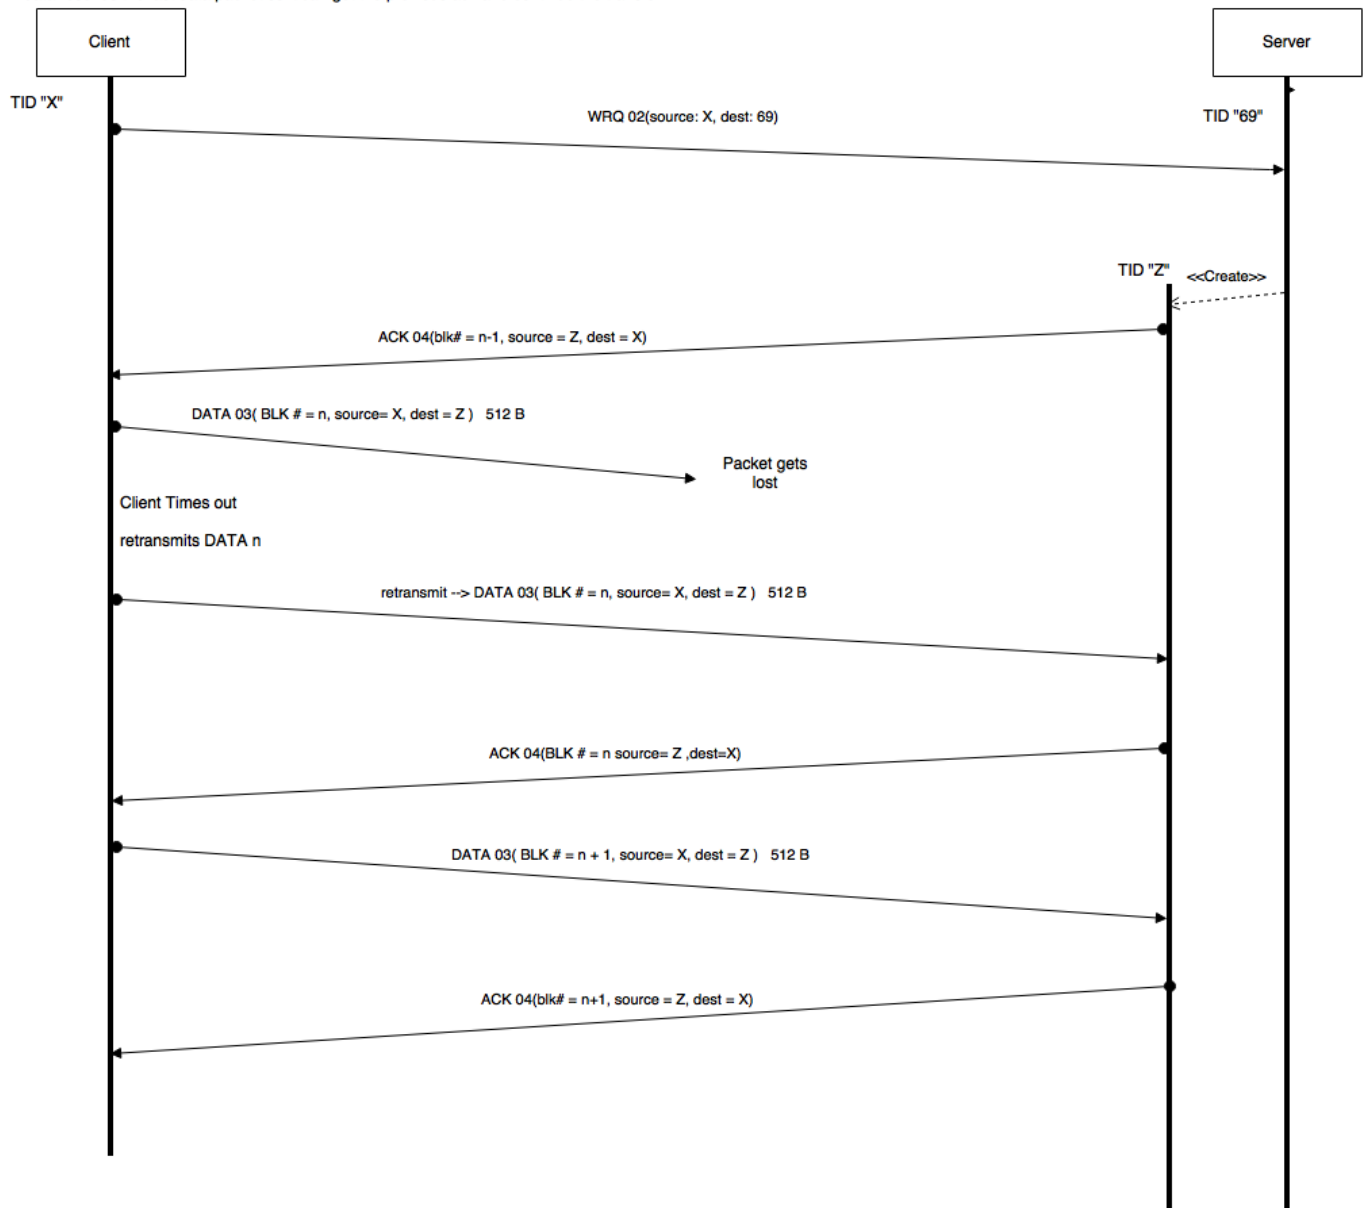 Client
Server
TID "X"
TID "69"
WRQ 02(source: X, dest: 69)
TID "Z"
<<Create>>
ACK 04(blk# = n-1, source = Z, dest = X)
DATA 03( BLK # = n, source= X, dest = Z ) 512 B
Packet gets
lost
Client Times out
retransmits DATA n
retransmit --> DATA 03( BLK # = n, source= X, dest = Z ) 512 B
ACK 04(BLK # = n source= Z ,dest=X)
DATA 03( BLK # = n + 1, source= X, dest = Z ) 512 B
ACK 04(blk# = n+1, source = Z, dest = X)